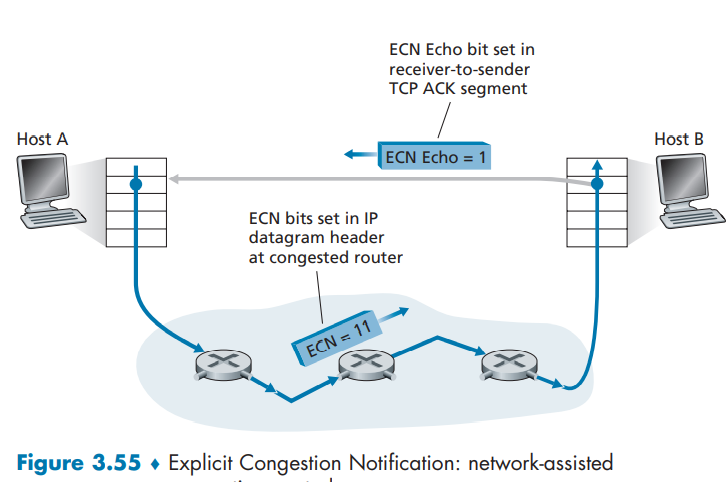 ECN Echo bit set in
receiver-to-sender
TCP ACK segment
Host A
Host B
ECN Echo = 1
ECN bits set in IP
datagram header
at congested router
ECN = 11
Figure 3.55 ♦ Explicit Congestion Notification: network-assisted